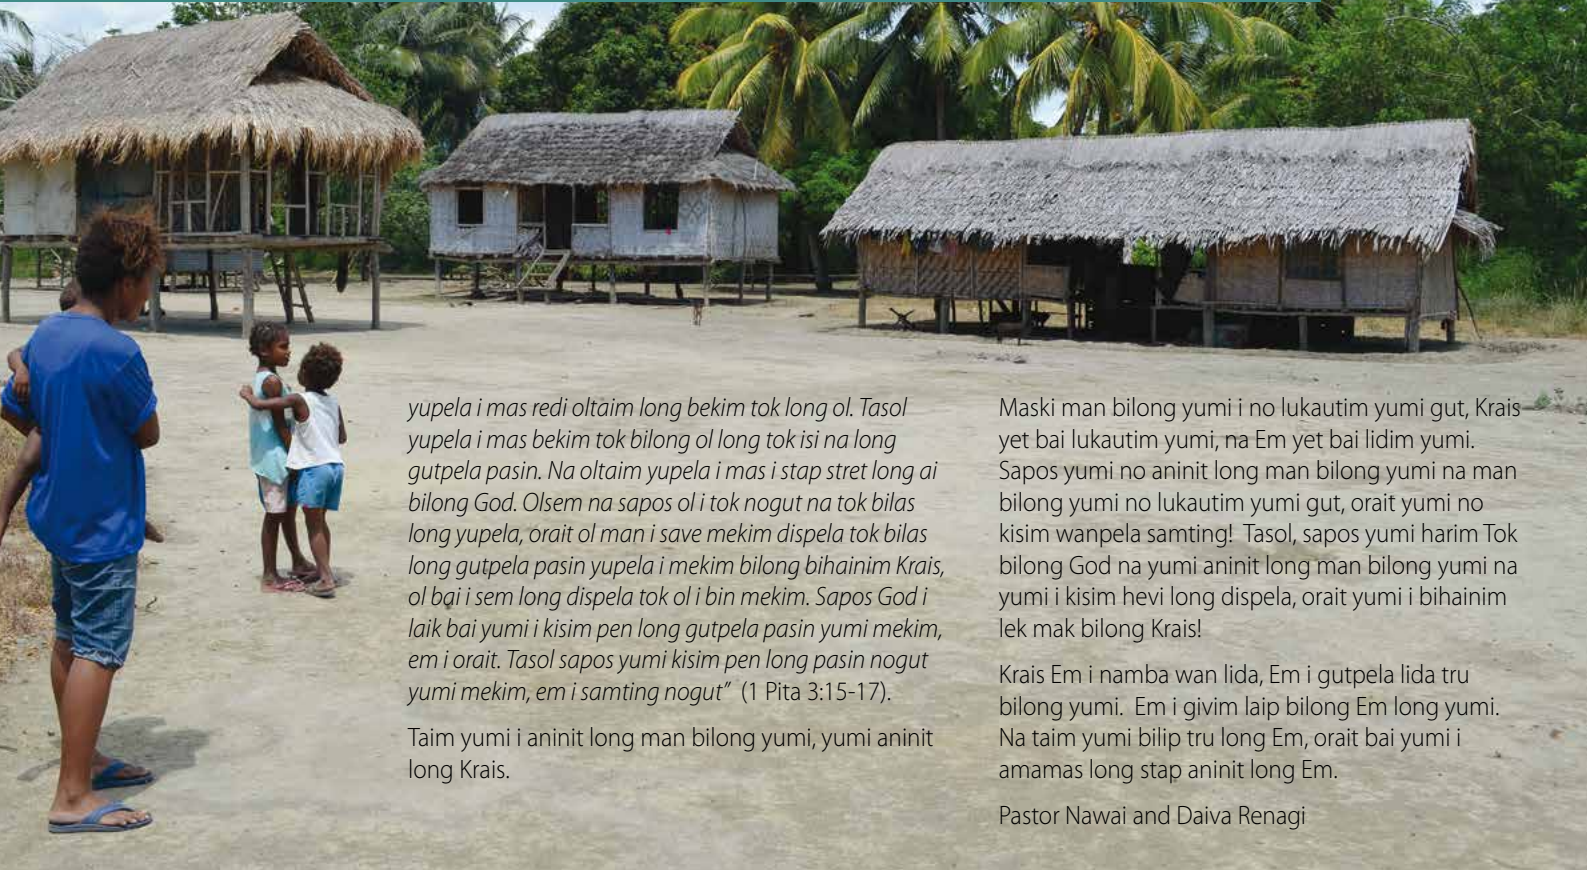 yupela i mas redi oltaim long bekim tok long ol. Tasol
yupela i mas bekim tok bilong ol long tok isi na long
gutpela pasin. Na oltaim yupela i mas i stap stret long ai
bilong God. Olsem na sapos ol i tok nogut na tok bilas
long yupela, orait ol man i save mekim dispela tok bilas
long gutpela pasin yupela i mekim bilong bihainim Krais,
ol bai i sem long dispela tok ol i bin mekim. Sapos God i
laik bai yumi i kisim pen long gutpela pasin yumi mekim,
em i orait. Tasol sapos yumi kisim pen long pasin nogut
yumi mekim, em i samting nogut” (1 Pita 3:15-17).
Taim yumi i aninit long man bilong yumi, yumi aninit
long Krais.
Maski man bilong yumi i no lukautim yumi gut, Krais
yet bai lukautim yumi, na Em yet bai lidim yumi.
Sapos yumi no aninit long man bilong yumi na man
bilong yumi no lukautim yumi gut, orait yumi no
kisim wanpela samting! Tasol, sapos yumi harim Tok
bilong God na yumi aninit long man bilong yumi na
yumi i kisim hevi long dispela, orait yumi i bihainim
lek mak bilong Krais!
Krais Em i namba wan lida, Em i gutpela lida tru
bilong yumi. Em i givim laip bilong Em long yumi.
Na taim yumi bilip tru long Em, orait bai yumi i
amamas long stap aninit long Em.
Pastor Nawai and Daiva Renagi